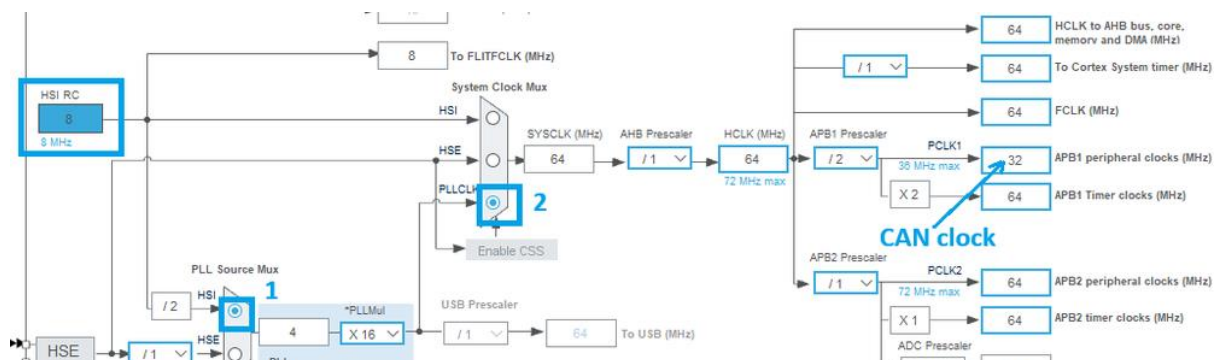 8
To FLITFCLK (MHz)
HSI RC
8
8 MHz
System Clock Mux
HSI
HSE
PLLCLK
2
Enable CSS
SYSCLK (MHz)
64
AHB Prescaler
/ 1
HCLK (MHz)
64
72 MHz max
APB1 Prescaler
/ 2
PCLK1
36 MHz max
X 2
64
HCLK to AHB bus, core,
memory and DMA (MHz)
/ 1
64
To Cortex System timer (MHz)
64
FCLK (MHz)
32
APB1 peripheral clocks (MHz)
64
APB1 Timer clocks (MHz)
CAN clock
APB2 Prescaler
/ 1
PCLK2
72 MHz max
64
APB2 peripheral clocks (MHz)
X 1
64
APB2 timer clocks (MHz)
ADC Prescaler
PLL Source Mux
1
/ 2
HSI
HSE
HSE
/ 1
4
*PLLMul
X 16
USB Prescaler
/ 1
64
To USB (MHz)